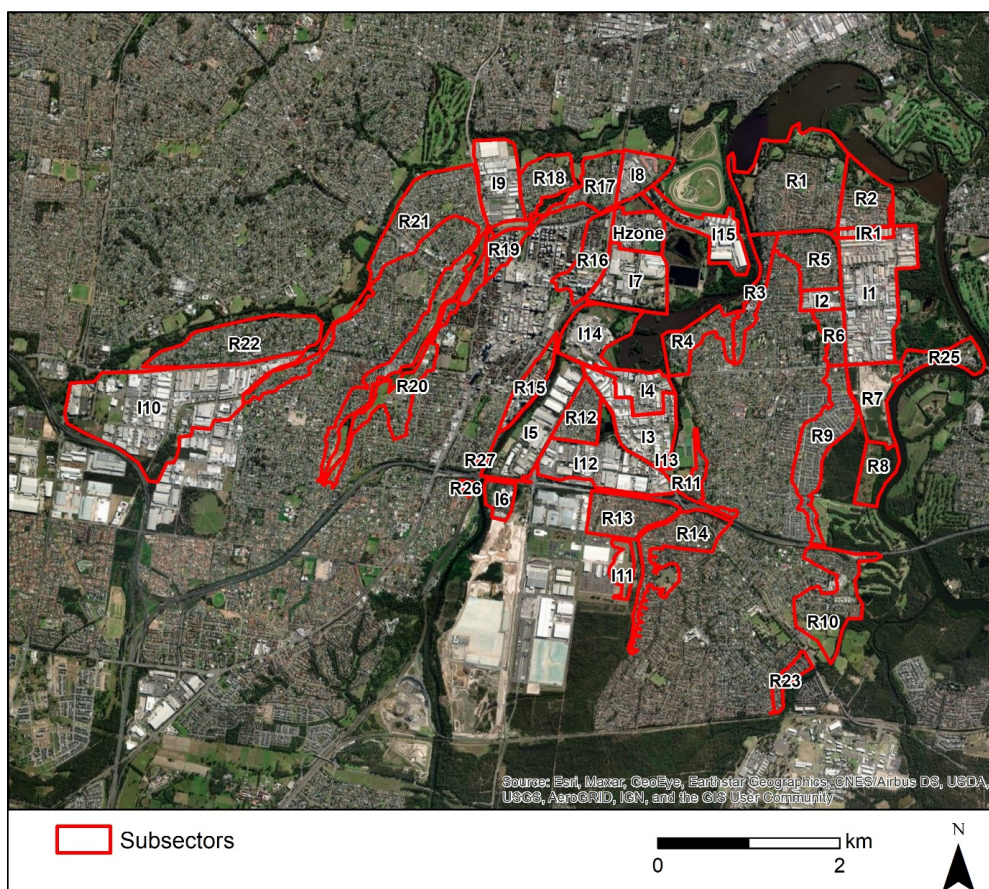 I9
R18
R17
I8
R1
R2
R21
R19
Hzone
I15
IR1
R16
R5
I7
I1
R3
I2
R22
I14
R4
R6
R25
R20
I4
I10
R15
R12
R7
I5
I3
R9
R27
I12
I13
R8
R26
R11
I6
R13
R14
I11
R10
R23
Source: Esri, Maxar, GeoEye, Earthstar Geographics, CNES/Airbus DS, USDA,
USGS, AeroGRID, IGN, and the GIS User Community
Subsectors
km
0
2
N